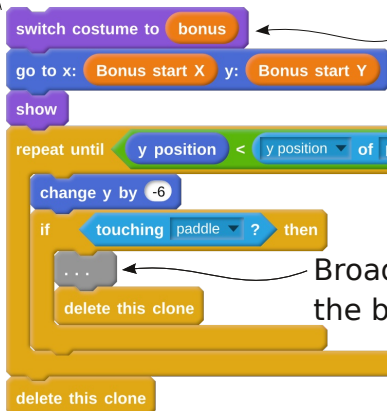 switch costume to bonus
go to x: Bonus start X y: Bonus start Y
show
repeat until y position < y position of
change y by -6
if touching paddle ? then
...
Broad
delete this clone
the b
delete this clone